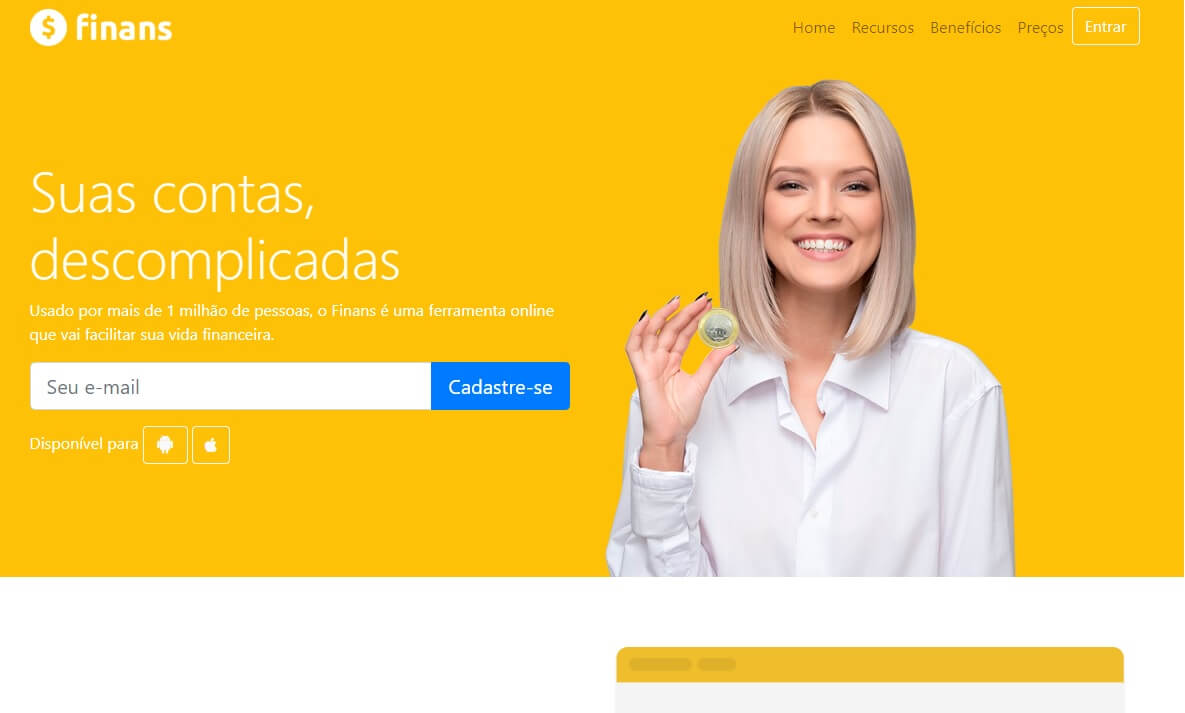 finans
Home Recursos Benefícios Preços Entrar
Suas contas,
descomplicadas
Usado por mais de 1 milhão de pessoas, o Finans é uma ferramenta online
que vai facilitar sua vida financeira.
Seu e-mail Cadastre-se
Disponível para